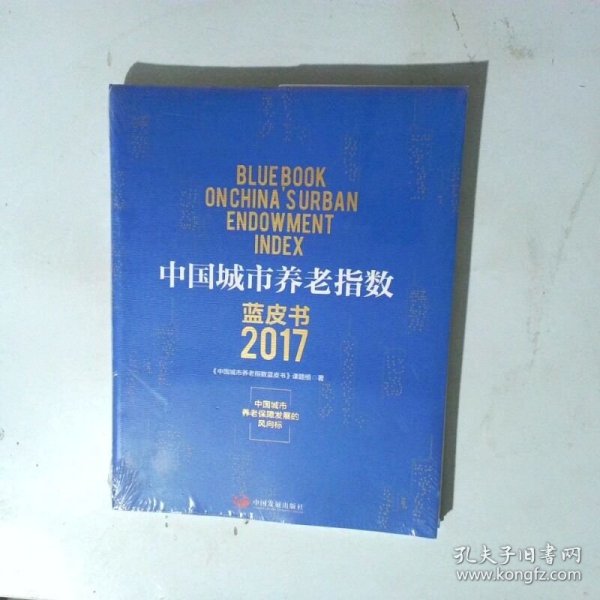 BLUE BOOK
ON CHINA'S URBAN
ENDOWMENT
INDEX
中国城市养老指数
蓝皮书
2017
《中国城市养老指数蓝皮书》课题组 ◎ 著
中国城市
养老保障发展的
风向标
中国发展出版社
孔夫子旧书网
www.kongfz.com